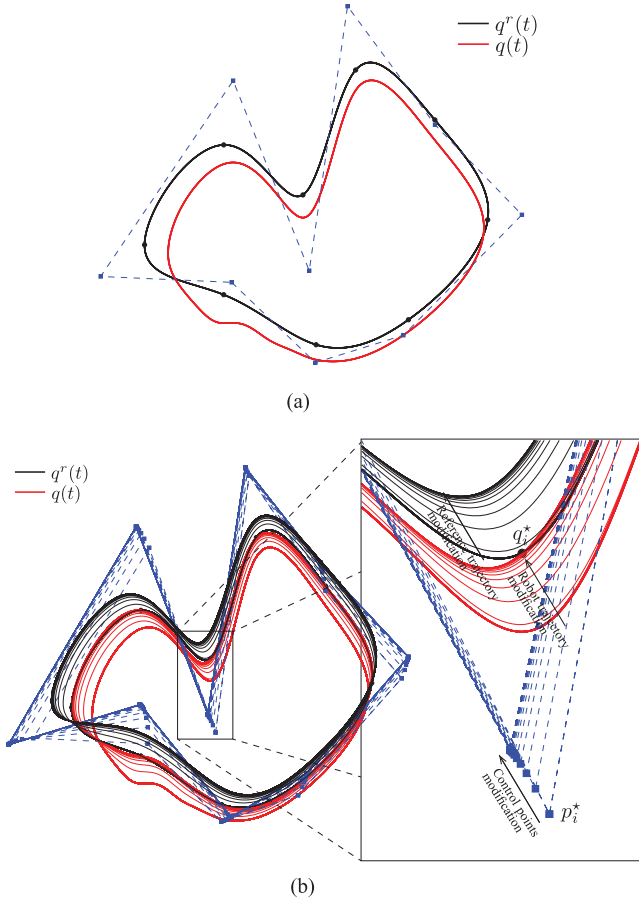 q^r(t)
q(t)
(a)
q^r(t)
q(t)
Reference trajectory
modification
q_i^⋆
Robot trajectory
modification
Control points
modification
p_i^⋆
(b)